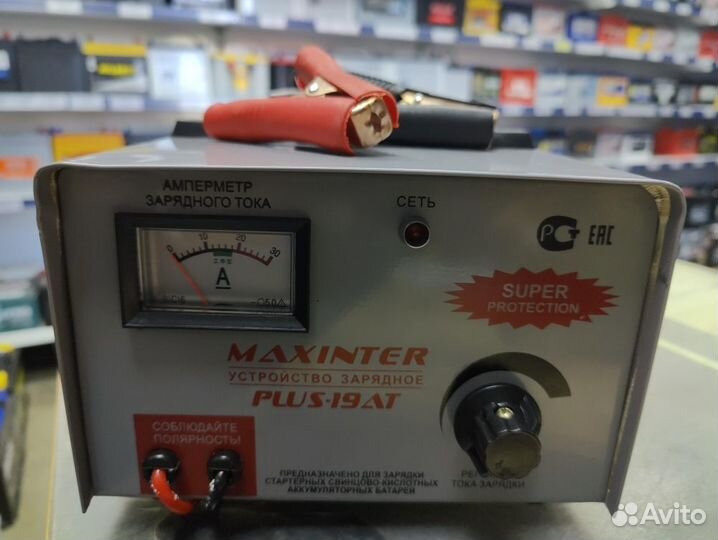 АМПЕРМЕТР
ЗАРЯДНОГО ТОКА
СЕТЬ
РСТ ЕАС
0 10 20 30
A
SUPER
PROTECTION
MAXINTER
УСТРОЙСТВО ЗАРЯДНОЕ
PLUS-19AT
СОБЛЮДАЙТЕ
ПОЛЯРНОСТЬ!
ПРЕДНАЗНАЧЕНО ДЛЯ ЗАРЯДКИ
СТАРТЕРНЫХ СВИНЦОВО-КИСЛОТНЫХ
АККУМУЛЯТОРНЫХ БАТАРЕЙ
ТОКА ЗАРЯДКИ
Avito